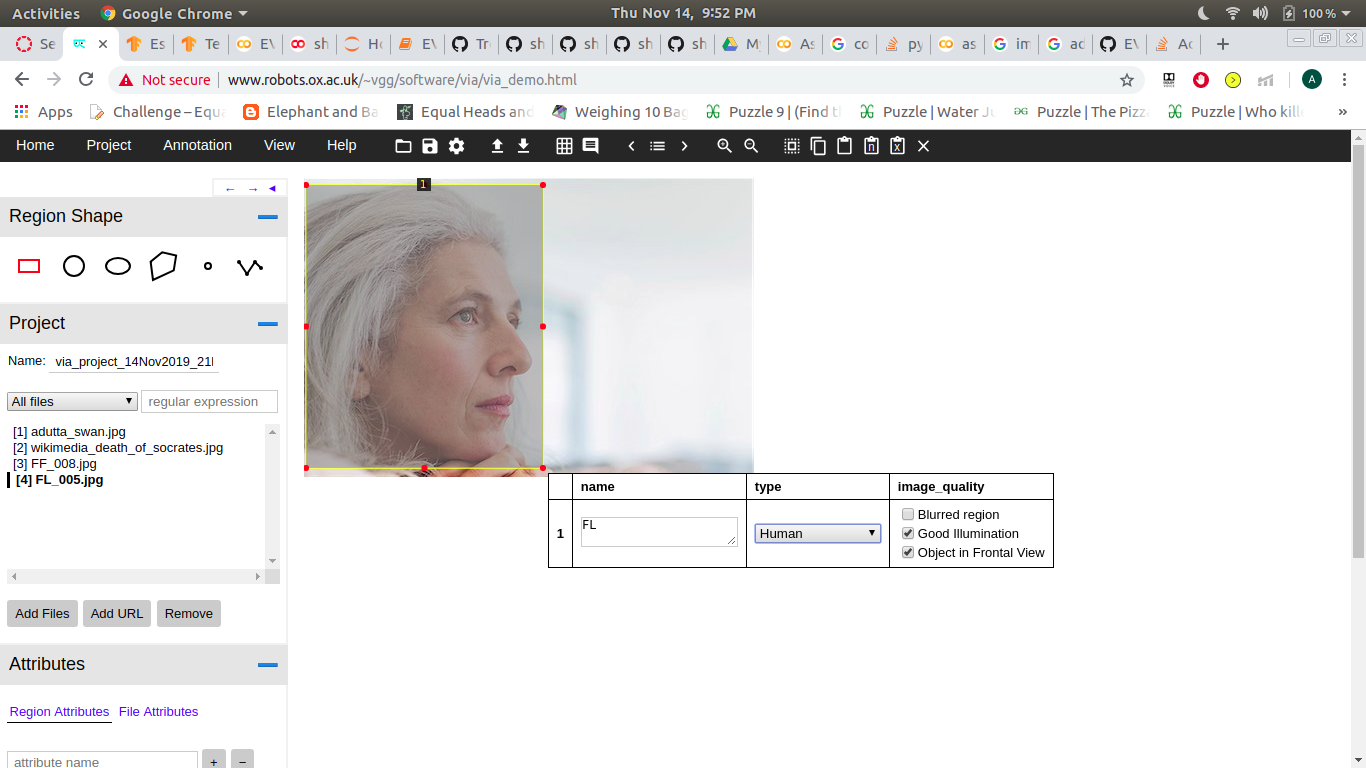 Activities Google Chrome Thu Nov 14, 9:52 PM 100 %
Se Es Te EV sh Ho EV Tr sh sh sh sh My As co py as im ad EV Ac
Not secure www.robots.ox.ac.uk/~vgg/software/via/via_demo.html A
Apps Challenge – Equa Elephant and Ba Equal Heads and Weighing 10 Bag Puzzle 9 | (Find t Puzzle | Water Ju Puzzle | The Pizz Puzzle | Who kille »
Home Project Annotation View Help n x
← → ◄
1
Region Shape
Project
Name: via_project_14Nov2019_21
All files regular expression
[1] adutta_swan.jpg
[2] wikimedia_death_of_socrates.jpg
[3] FF_008.jpg
[4] FL_005.jpg
name type image_quality
1 FL Human Blurred region
Good Illumination
Object in Frontal View
Add Files Add URL Remove
Attributes
Region Attributes File Attributes
attribute name + −